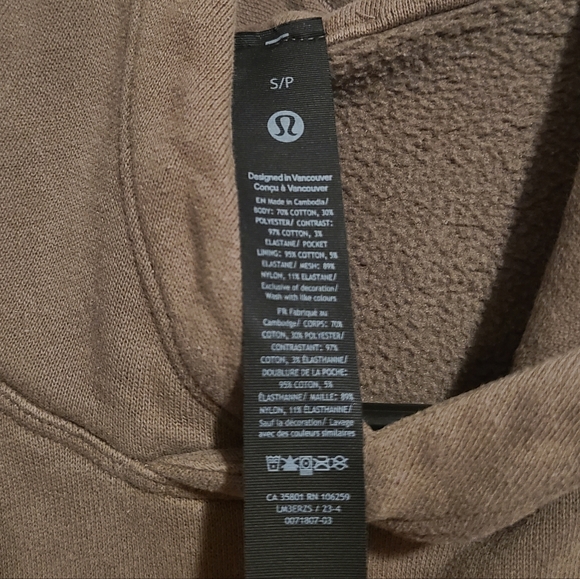 S/P
Designed in Vancouver
Conçu à Vancouver
EN Made in Cambodia/
BODY: 70% COTTON, 30%
POLYESTER/ CONTRAST:
97% COTTON, 3%
ELASTANE/ POCKET
LINING: 95% COTTON, 5%
ELASTANE/ MESH: 89%
NYLON, 11% ELASTANE/
Exclusive of decoration/
Wash with like colours
FR Fabriqué au
Cambodge/ CORPS: 70%
COTON, 30% POLYESTER/
CONTRASTANT: 97%
COTON, 3% ÉLASTHANNE/
DOUBLURE DE LA POCHE:
95% COTON, 5%
ÉLASTHANNE/ MAILLE: 89%
NYLON, 11% ÉLASTHANNE/
Sauf la décoration/ Lavage
avec des couleurs similaires
CA 35801 RN 106259
LM3ERZS / 23-4
0071807-03